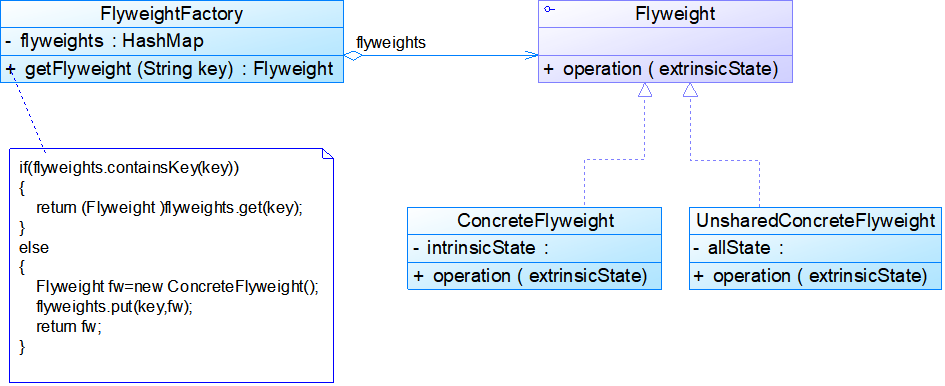 FlyweightFactory
- flyweights : HashMap
+ getFlyweight (String key) : Flyweight
flyweights
Flyweight
+ operation ( extrinsicState)
if(flyweights.containsKey(key))
{
return (Flyweight )flyweights.get(key);
}
else
{
Flyweight fw=new ConcreteFlyweight();
flyweights.put(key,fw);
return fw;
}
ConcreteFlyweight
- intrinsicState :
+ operation ( extrinsicState)
UnsharedConcreteFlyweight
- allState :
+ operation ( extrinsicState)